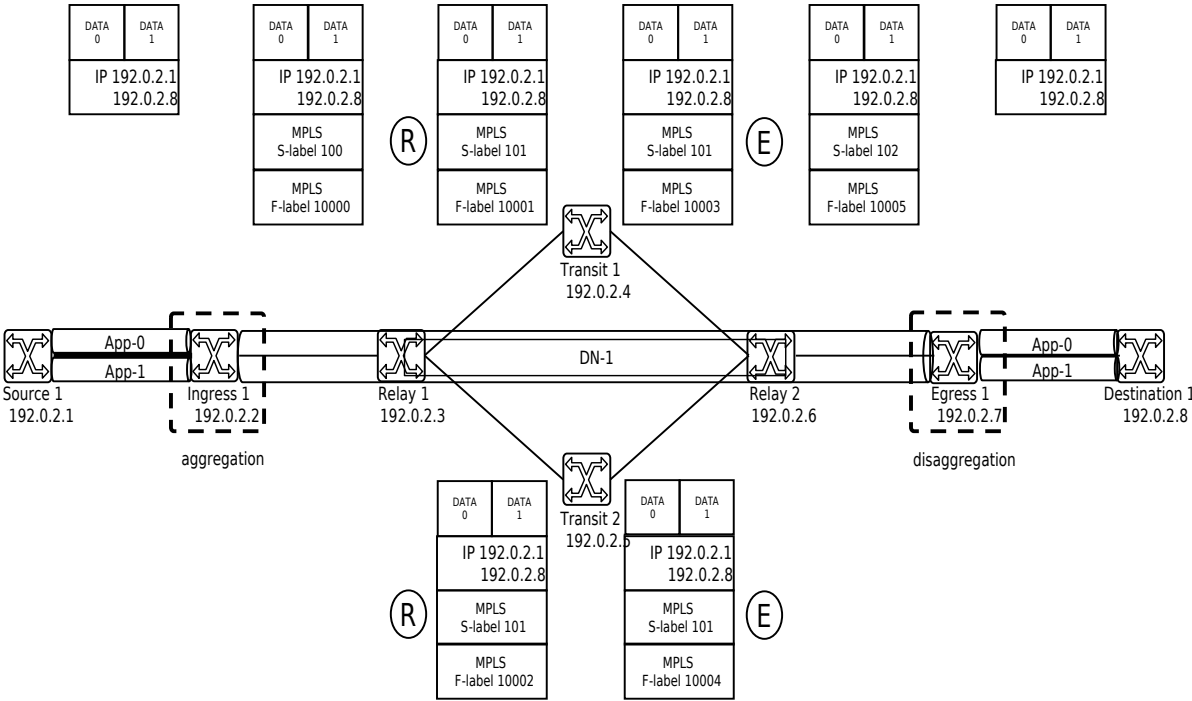 DATA 0
DATA 1
IP 192.0.2.1
192.0.2.8
DATA 0
DATA 1
IP 192.0.2.1
192.0.2.8
MPLS
S-label 100
MPLS
F-label 10000
R
DATA 0
DATA 1
IP 192.0.2.1
192.0.2.8
MPLS
S-label 101
MPLS
F-label 10001
DATA 0
DATA 1
IP 192.0.2.1
192.0.2.8
MPLS
S-label 101
MPLS
F-label 10003
E
DATA 0
DATA 1
IP 192.0.2.1
192.0.2.8
MPLS
S-label 102
MPLS
F-label 10005
DATA 0
DATA 1
IP 192.0.2.1
192.0.2.8
Transit 1
192.0.2.4
App-0
App-1
DN-1
App-0
App-1
Source 1
192.0.2.1
Ingress 1
192.0.2.2
Relay 1
192.0.2.3
Relay 2
192.0.2.6
Egress 1
192.0.2.7
Destination 1
192.0.2.8
aggregation
disaggregation
Transit 2
192.0.2.5
R
DATA 0
DATA 1
IP 192.0.2.1
192.0.2.8
MPLS
S-label 101
MPLS
F-label 10002
DATA 0
DATA 1
IP 192.0.2.1
192.0.2.8
MPLS
S-label 101
MPLS
F-label 10004
E